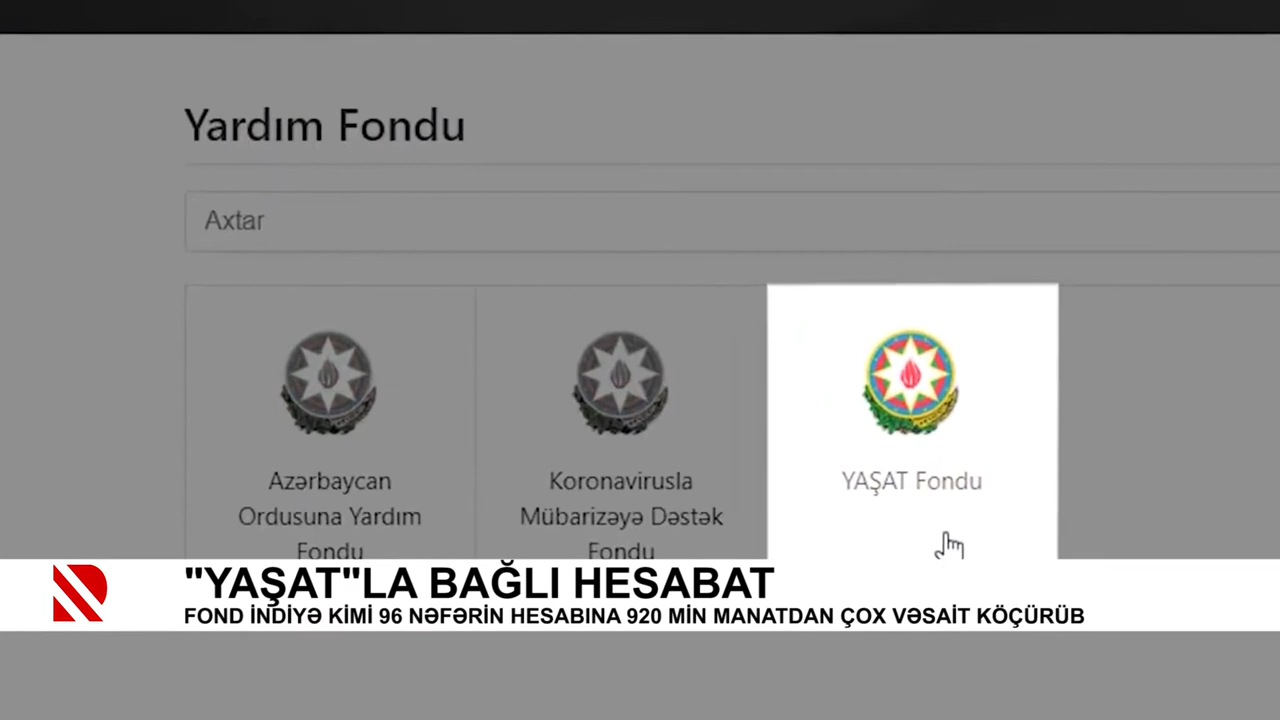 Yardım Fondu
Axtar
Azərbaycan
Ordusuna Yardım
Fondu
Koronavirusla
Mübarizəyə Dəstək
Fondu
YAŞAT Fondu
"YAŞAT"LA BAĞLI HESABAT
FOND İNDİYƏ KİMİ 96 NƏFƏRİN HESABINA 920 MİN MANATDAN ÇOX VƏSAİT KÖÇÜRÜB